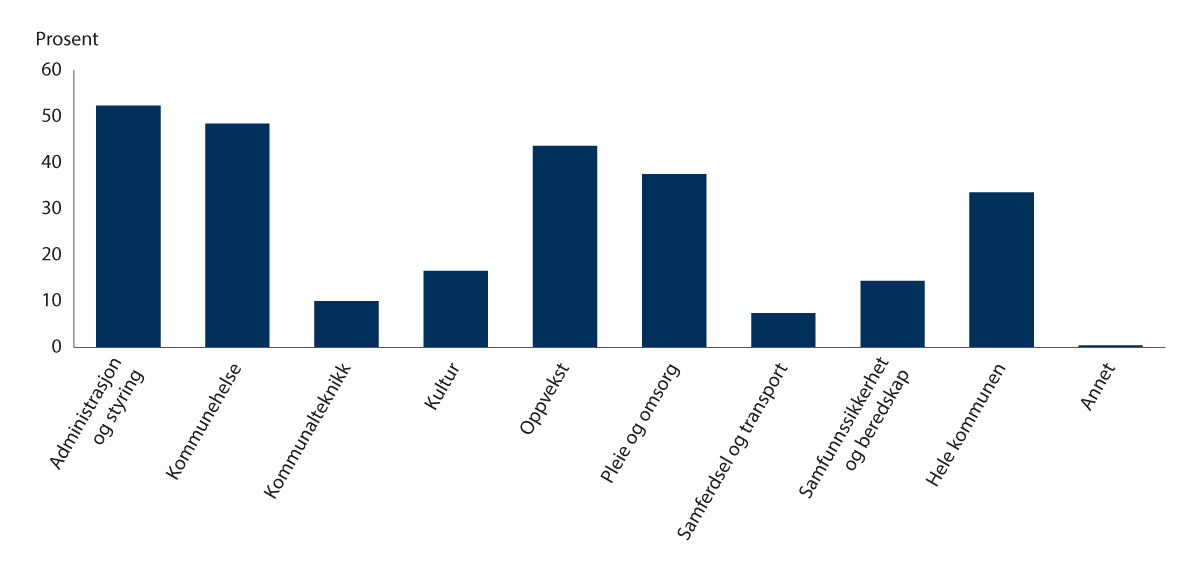 Prosent
60
50
40
30
20
10
0
Administrasjon
og styring
Kommunehelse
Kommunalteknikk
Kultur
Oppvekst
Pleie og omsorg
Samferdsel og transport
Samfunnssikkerhet
og beredskap
Hele kommunen
Annet